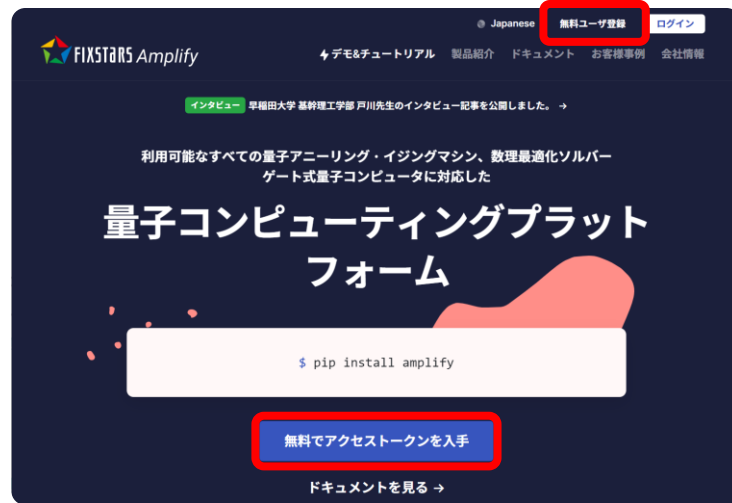 Japanese 無料ユーザ登録 ログイン
FIXSTARS Amplify デモ&チュートリアル 製品紹介 ドキュメント お客様事例 会社情報
インタビュー 早稲田大学 基幹理工学部 戸川先生のインタビュー記事を公開しました。 →
利用可能なすべての量子アニーリング・イジングマシン、数理最適化ソルバー
ゲート式量子コンピュータに対応した
量子コンピューティングプラット
フォーム
$ pip install amplify
無料でアクセストークンを入手
ドキュメントを見る →